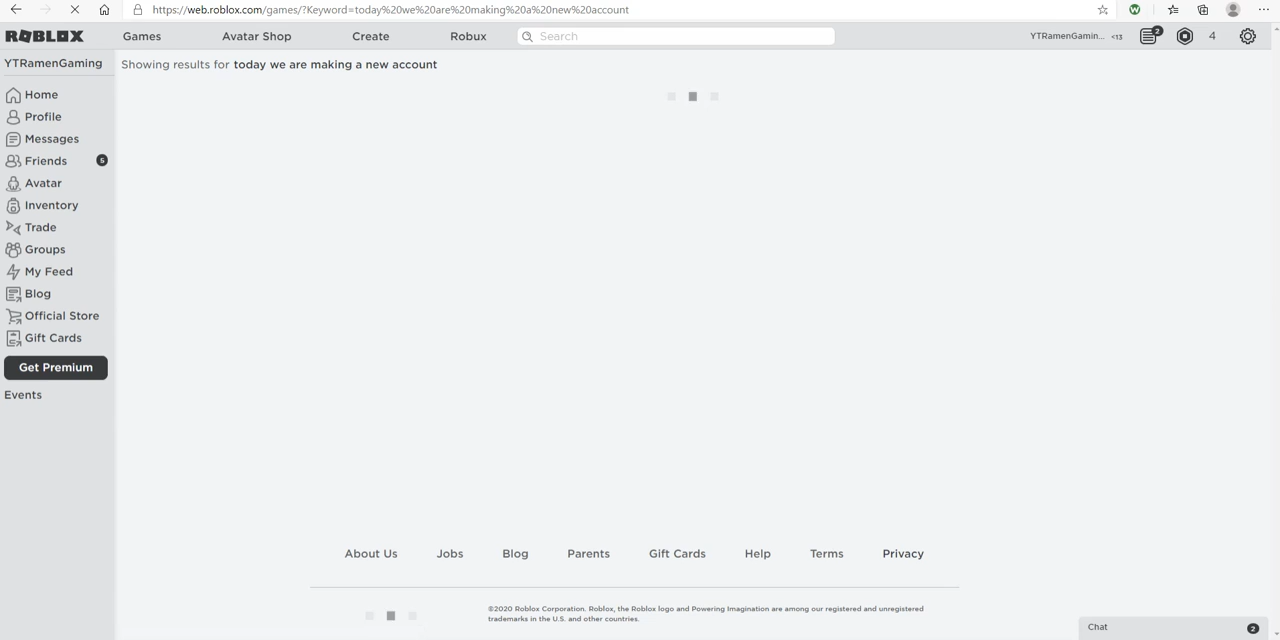 https://web.roblox.com/games/?Keyword=today%20we%20are%20making%20a%20new%20account
W
ROBLOX
Games
Avatar Shop
Create
Robux
Search
YTRamenGamin... <13
2
4
YTRamenGaming
Showing results for today we are making a new account
Home
Profile
Messages
Friends 5
Avatar
Inventory
Trade
Groups
My Feed
Blog
Official Store
Gift Cards
Get Premium
Events
About Us
Jobs
Blog
Parents
Gift Cards
Help
Terms
Privacy
©2020 Roblox Corporation. Roblox, the Roblox logo and Powering Imagination are among our registered and unregistered
trademarks in the U.S. and other countries.
Chat 2